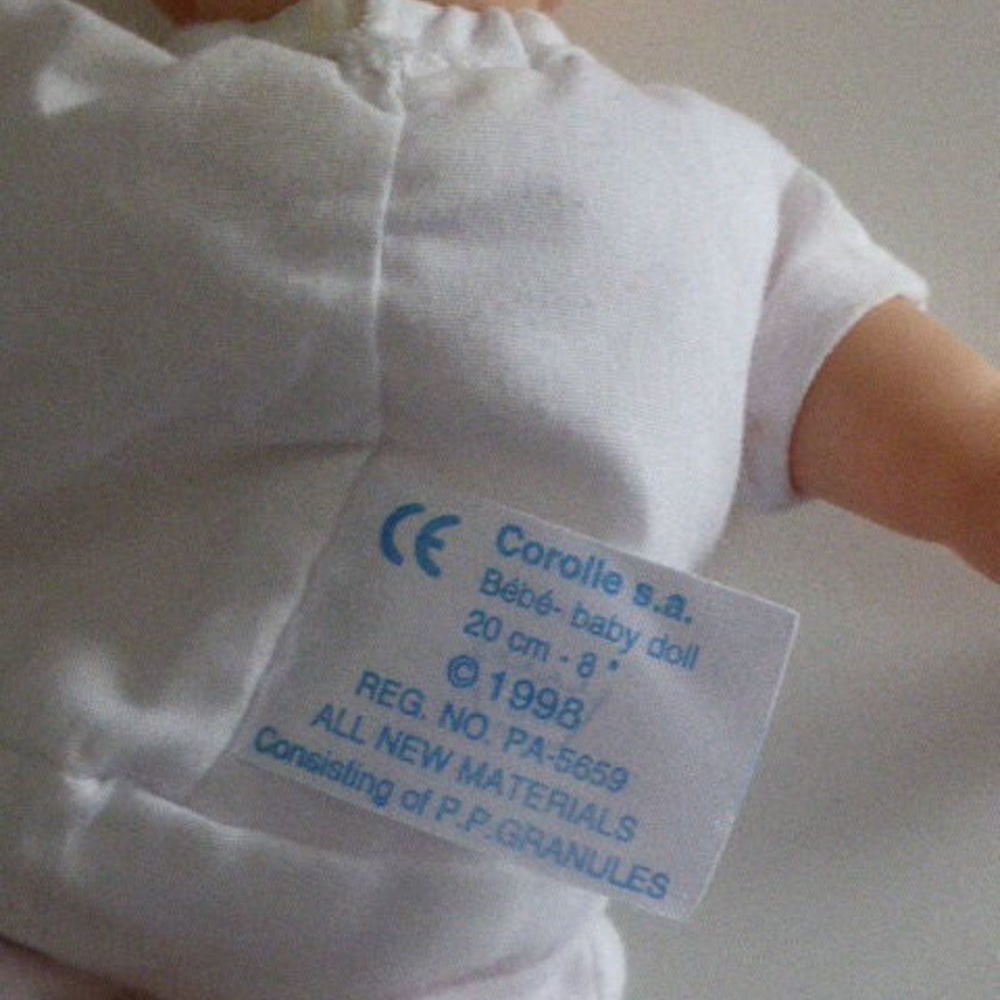 CE
Corolle s.a.
Bébé- baby doll
20 cm - 8"
© 1998
REG. NO. PA-5659
ALL NEW MATERIALS
Consisting of P.P.GRANULES